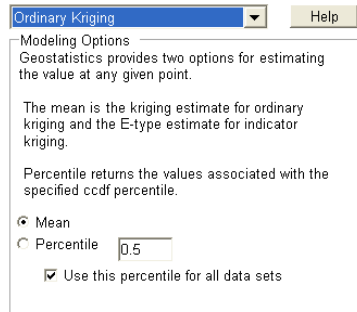 Ordinary Kriging
Help
Modeling Options
Geostatistics provides two options for estimating
the value at any given point.
The mean is the kriging estimate for ordinary
kriging and the E-type estimate for indicator
kriging.
Percentile returns the values associated with the
specified ccdf percentile.
Mean
Percentile 0.5
Use this percentile for all data sets